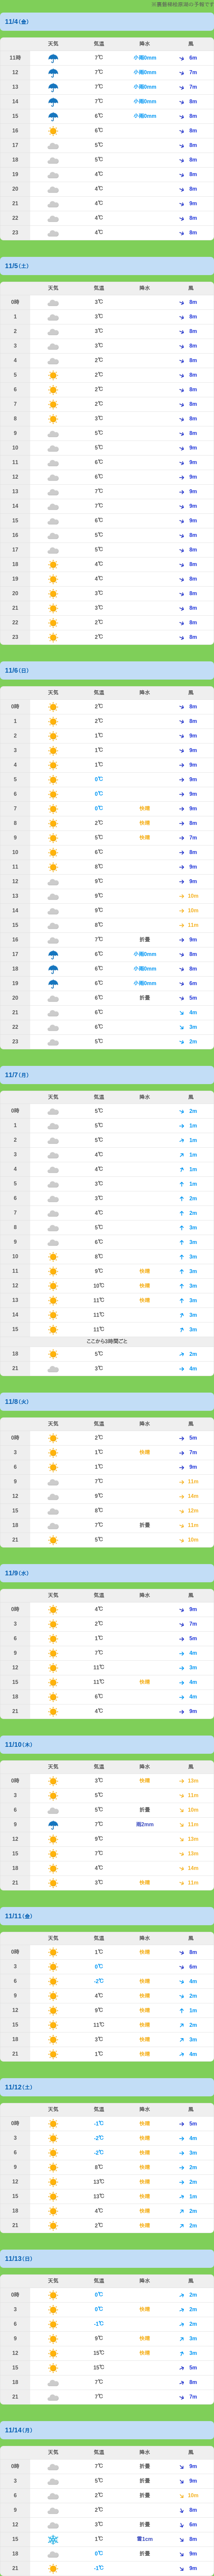 ※農業様松原湖の予報です
11/4(金)
天気 気温 降水 風
11時 7℃ 小雨0mm 6m
12 7℃ 小雨0mm 7m
13 7℃ 小雨0mm 7m
14 7℃ 小雨0mm 8m
15 6℃ 小雨0mm 8m
16 6℃ 8m
17 5℃ 8m
18 5℃ 8m
19 4℃ 8m
20 4℃ 8m
21 4℃ 9m
22 4℃ 8m
23 4℃ 8m
11/5(土)
天気 気温 降水 風
0時 3℃ 8m
1 3℃ 8m
2 3℃ 8m
3 3℃ 8m
4 2℃ 8m
5 2℃ 8m
6 2℃ 8m
7 2℃ 8m
8 3℃ 8m
9 5℃ 8m
10 5℃ 9m
11 6℃ 9m
12 6℃ 9m
13 7℃ 9m
14 7℃ 9m
15 6℃ 9m
16 5℃ 8m
17 5℃ 8m
18 4℃ 8m
19 4℃ 8m
20 3℃ 8m
21 3℃ 8m
22 2℃ 8m
23 2℃ 8m
11/6(日)
天気 気温 降水 風
0時 2℃ 8m
1 2℃ 8m
2 1℃ 9m
3 1℃ 9m
4 1℃ 9m
5 0℃ 9m
6 0℃ 9m
7 0℃ 快晴 9m
8 2℃ 快晴 8m
9 5℃ 快晴 7m
10 6℃ 8m
11 8℃ 9m
12 9℃ 9m
13 9℃ 10m
14 9℃ 10m
15 8℃ 11m
16 7℃ 折畳 9m
17 6℃ 小雨0mm 8m
18 6℃ 小雨0mm 8m
19 6℃ 小雨0mm 6m
20 6℃ 折畳 5m
21 6℃ 4m
22 6℃ 3m
23 5℃ 2m
11/7(月)
天気 気温 降水 風
0時 5℃ 2m
1 5℃ 1m
2 5℃ 1m
3 4℃ 1m
4 4℃ 1m
5 3℃ 1m
6 3℃ 2m
7 4℃ 2m
8 5℃ 3m
9 6℃ 3m
10 8℃ 3m
11 9℃ 快晴 3m
12 10℃ 快晴 3m
13 11℃ 快晴 3m
14 11℃ 3m
15 11℃ 3m
ここから3時間ごと
18 5℃ 2m
21 3℃ 4m
11/8(火)
天気 気温 降水 風
0時 2℃ 5m
3 1℃ 快晴 7m
6 1℃ 9m
9 7℃ 11m
12 9℃ 14m
15 8℃ 12m
18 7℃ 折畳 11m
21 5℃ 10m
11/9(水)
天気 気温 降水 風
0時 4℃ 9m
3 2℃ 7m
6 1℃ 5m
9 7℃ 4m
12 11℃ 3m
15 11℃ 快晴 4m
18 6℃ 4m
21 4℃ 9m
11/10(木)
天気 気温 降水 風
0時 3℃ 快晴 13m
3 5℃ 11m
6 5℃ 折畳 10m
9 7℃ 雨2mm 11m
12 9℃ 13m
15 7℃ 13m
18 4℃ 14m
21 3℃ 快晴 11m
11/11(金)
天気 気温 降水 風
0時 1℃ 快晴 8m
3 0℃ 6m
6 -2℃ 快晴 4m
9 4℃ 快晴 2m
12 9℃ 快晴 1m
15 11℃ 快晴 2m
18 3℃ 快晴 3m
21 1℃ 快晴 4m
11/12(土)
天気 気温 降水 風
0時 -1℃ 快晴 5m
3 -2℃ 快晴 4m
6 -2℃ 快晴 3m
9 8℃ 快晴 2m
12 13℃ 快晴 2m
15 13℃ 快晴 1m
18 4℃ 快晴 2m
21 2℃ 快晴 2m
11/13(日)
天気 気温 降水 風
0時 0℃ 2m
3 0℃ 快晴 2m
6 -1℃ 2m
9 9℃ 快晴 3m
12 15℃ 快晴 3m
15 15℃ 5m
18 7℃ 8m
21 7℃ 7m
11/14(月)
天気 気温 降水 風
0時 7℃ 折畳 9m
3 5℃ 折畳 9m
6 2℃ 折畳 10m
9 2℃ 8m
12 3℃ 折畳 6m
15 1℃ 雪1cm 8m
18 0℃ 折畳 9m
21 -1℃ 9m